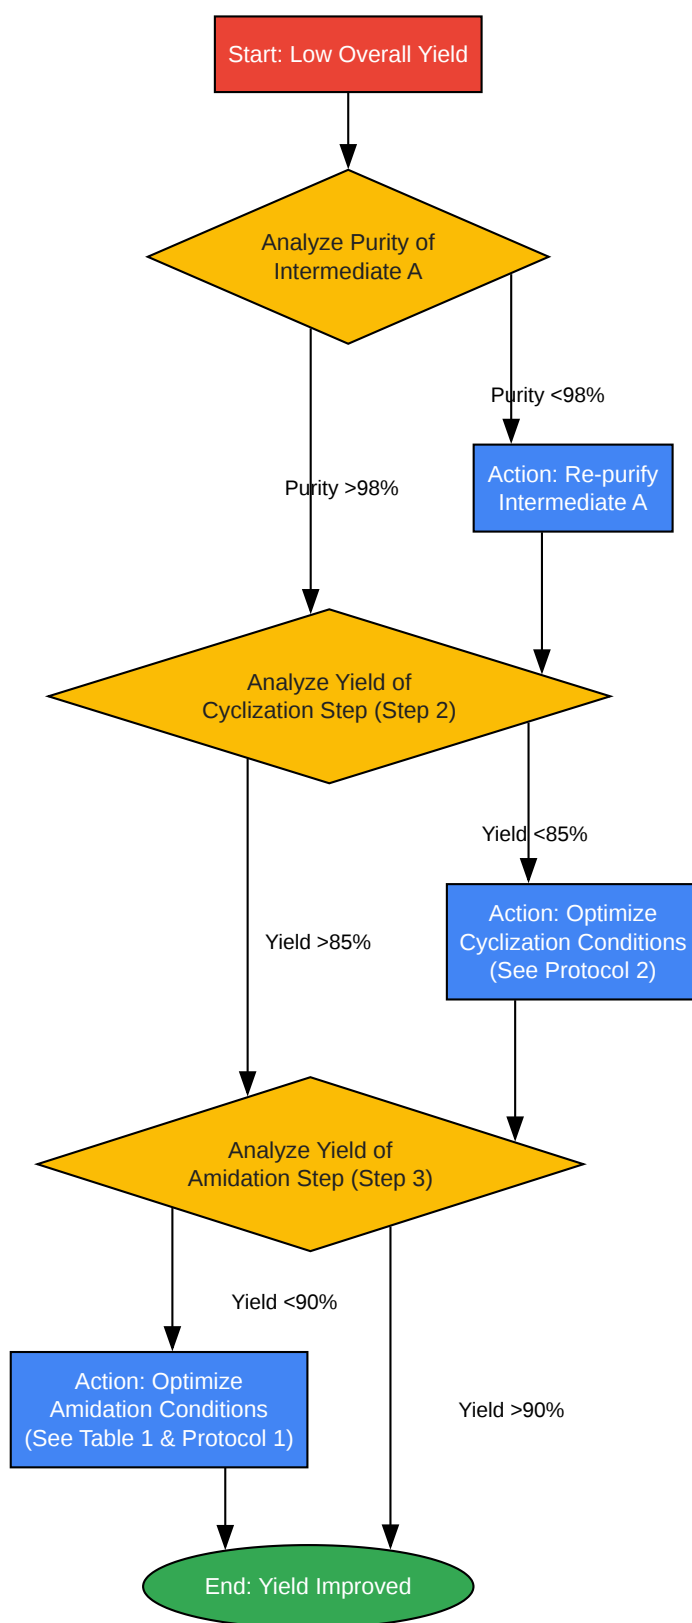 Start: Low Overall Yield
Analyze Purity of
Intermediate A
Purity <98%
Action: Re-purify
Intermediate A
Purity >98%
Analyze Yield of
Cyclization Step (Step 2)
Yield <85%
Action: Optimize
Cyclization Conditions
(See Protocol 2)
Yield >85%
Analyze Yield of
Amidation Step (Step 3)
Yield <90%
Action: Optimize
Amidation Conditions
(See Table 1 & Protocol 1)
Yield >90%
End: Yield Improved